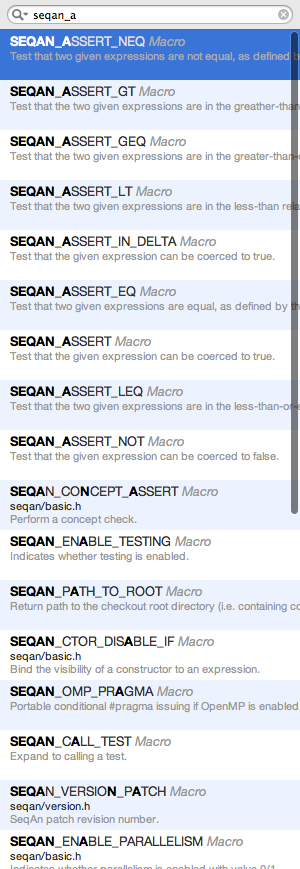 seqan_a
SEQAN_ASSERT_NEQ Macro
Test that two given expressions are not equal, as defined b
SEQAN_ASSERT_GT Macro
Test that the two given expressions are in the greather-than
SEQAN_ASSERT_GEQ Macro
Test that the two given expressions are in the greater-than-
SEQAN_ASSERT_LT Macro
Test that the two given expressions are in the less-than rela
SEQAN_ASSERT_IN_DELTA Macro
Test that the given expression can be coerced to true.
SEQAN_ASSERT_EQ Macro
Test that two given expressions are equal, as defined by th
SEQAN_ASSERT Macro
Test that the given expression can be coerced to true.
SEQAN_ASSERT_LEQ Macro
Test that the two given expressions are in the less-than-or-
SEQAN_ASSERT_NOT Macro
Test that the given expression can be coerced to false.
SEQAN_CONCEPT_ASSERT Macro
seqan/basic.h
Perform a concept check.
SEQAN_ENABLE_TESTING Macro
Indicates whether testing is enabled.
SEQAN_PATH_TO_ROOT Macro
Return path to the checkout root directory (i.e. containing co
SEQAN_CTOR_DISABLE_IF Macro
seqan/basic.h
Bind the visibility of a constructor to an expression.
SEQAN_OMP_PRAGMA Macro
Portable conditional #pragma issuing if OpenMP is enabled
SEQAN_CALL_TEST Macro
Expand to calling a test.
SEQAN_VERSION_PATCH Macro
seqan/version.h
SeqAn patch revision number.
SEQAN_ENABLE_PARALLELISM Macro
seqan/basic.h
Indicates whether parallelism is enabled with value 0/1